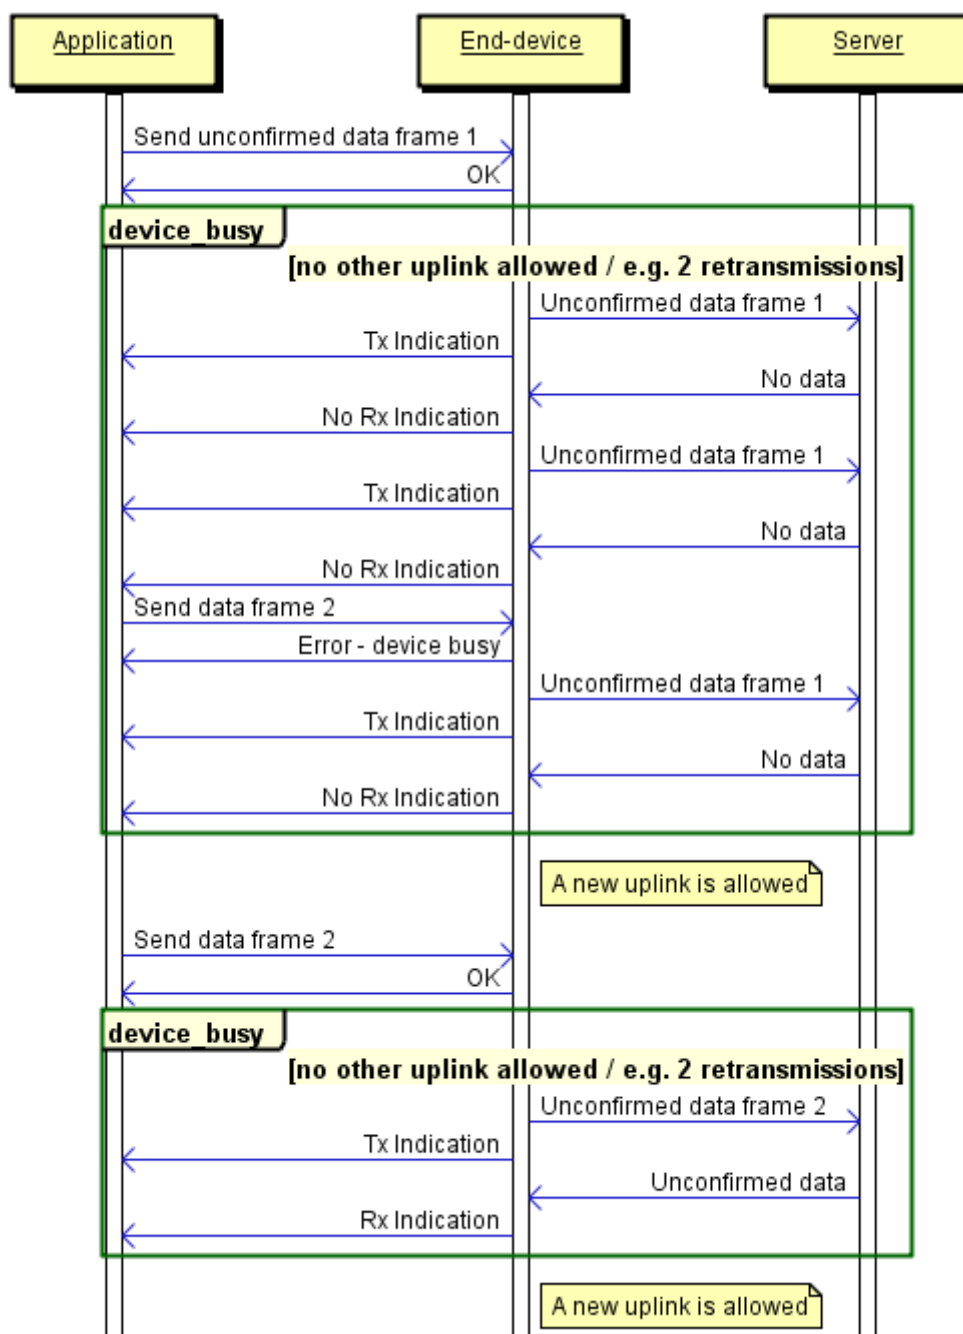 Application
End-device
Server
Send unconfirmed data frame 1
OK
device_busy
[no other uplink allowed / e.g. 2 retransmissions]
Unconfirmed data frame 1
Tx Indication
No data
No Rx Indication
Unconfirmed data frame 1
Tx Indication
No data
No Rx Indication
Send data frame 2
Error - device busy
Unconfirmed data frame 1
Tx Indication
No data
No Rx Indication
A new uplink is allowed
Send data frame 2
OK
device_busy
[no other uplink allowed / e.g. 2 retransmissions]
Unconfirmed data frame 2
Tx Indication
Unconfirmed data
Rx Indication
A new uplink is allowed